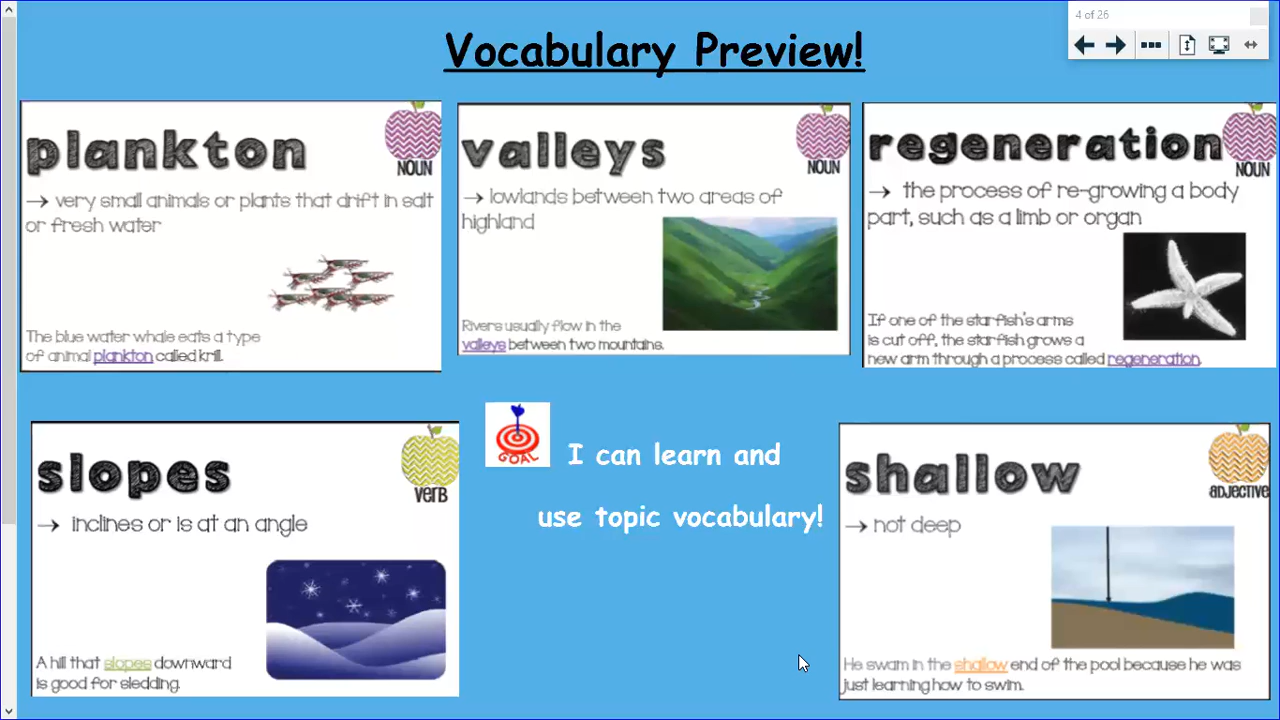 4 of 26
Vocabulary Preview!
plankton
NOUN
→ very small animals or plants that drift in salt
or fresh water
The blue water whale eats a type
of animal plankton called krill.
valleys
NOUN
→ lowlands between two areas of
highland
Rivers usually flow in the
valleys between two mountains.
regeneration
NOUN
→ the process of re-growing a body
part, such as a limb or organ
If one of the starfish's arms
is cut off, the starfish grows a
new arm through a process called regeneration.
slopes
VERB
→ inclines or is at an angle
A hill that slopes downward
is good for sledding.
GOAL
I can learn and
use topic vocabulary!
shallow
ADJECTIVE
→ not deep
He swam in the shallow end of the pool because he was
just learning how to swim.